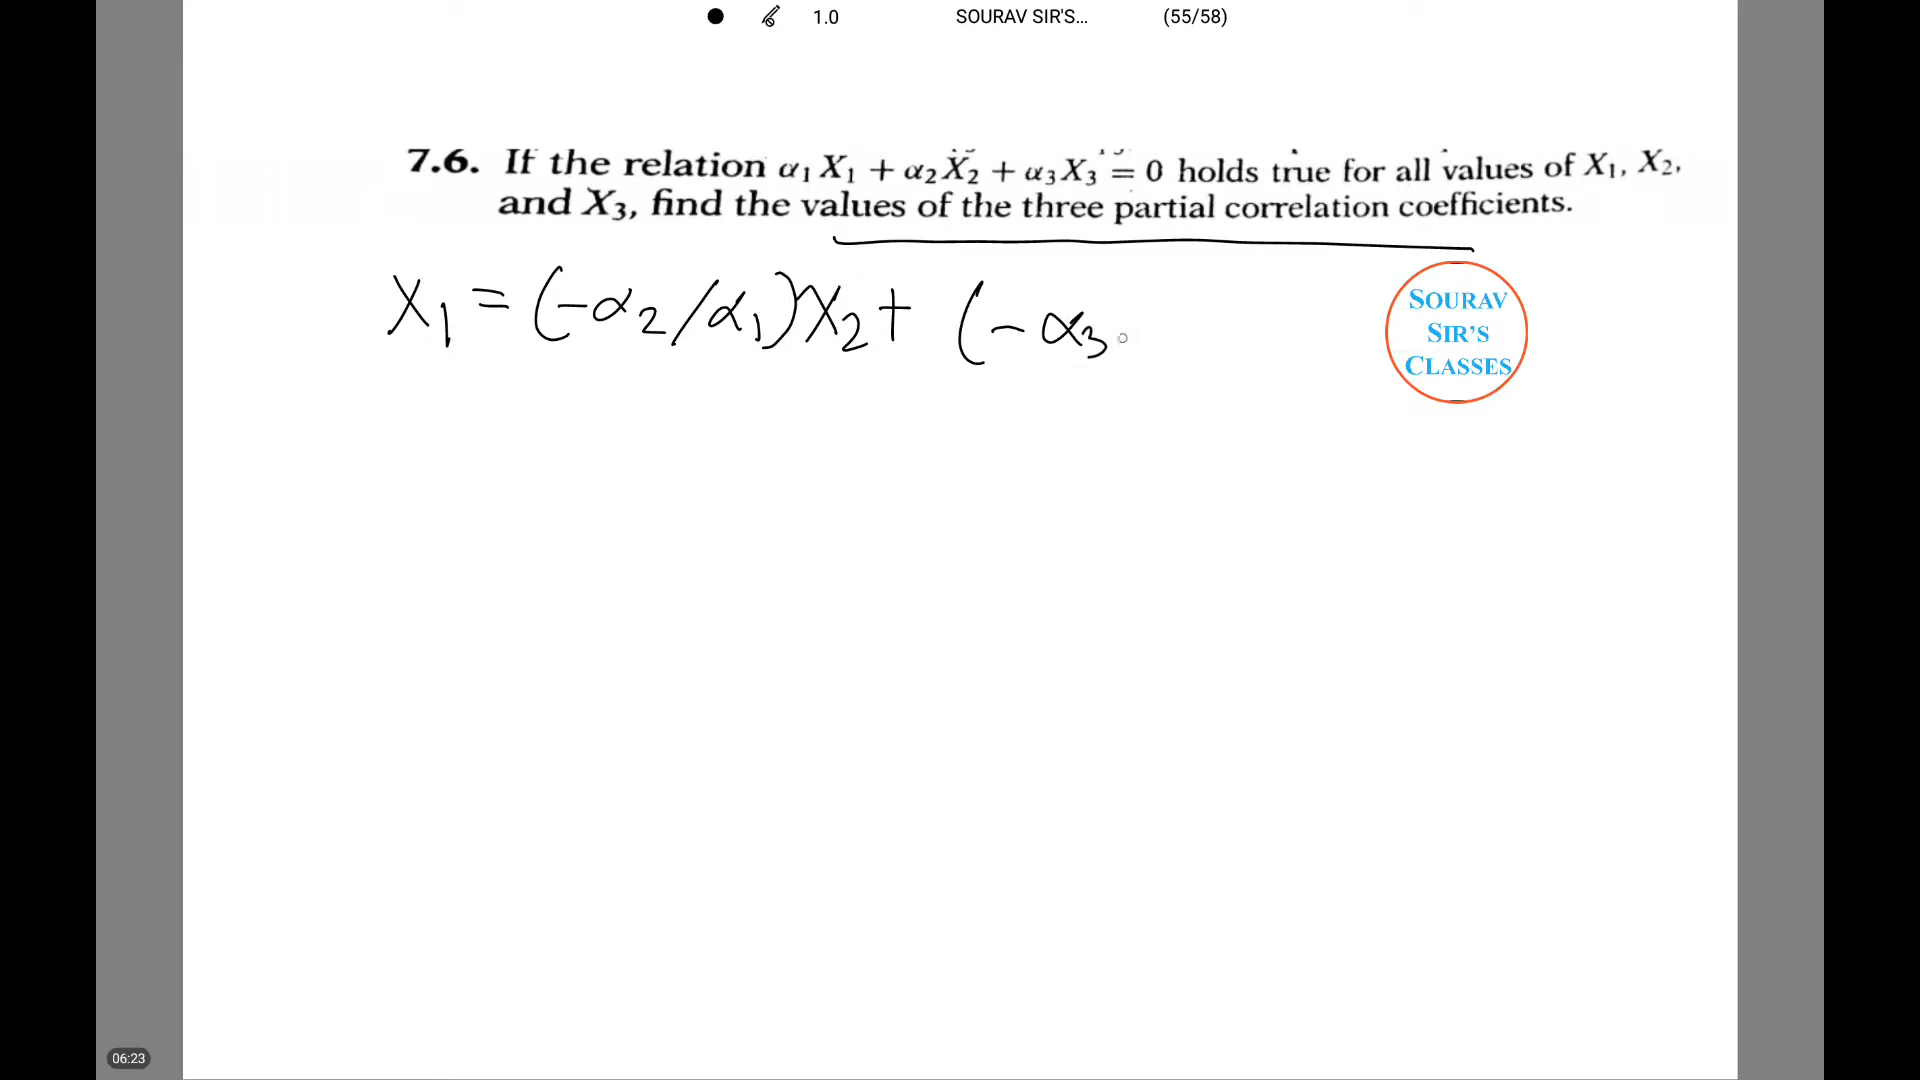 1.0 SOURAV SIR'S... (55/58)
7.6. If the relation α₁X₁ + α₂X₂ + α₃X₃ = 0 holds true for all values of X₁, X₂,
and X₃, find the values of the three partial correlation coefficients.
X₁ = (-α₂/α₁)X₂ + (-α₃
SOURAV
SIR'S
CLASSES
06:23